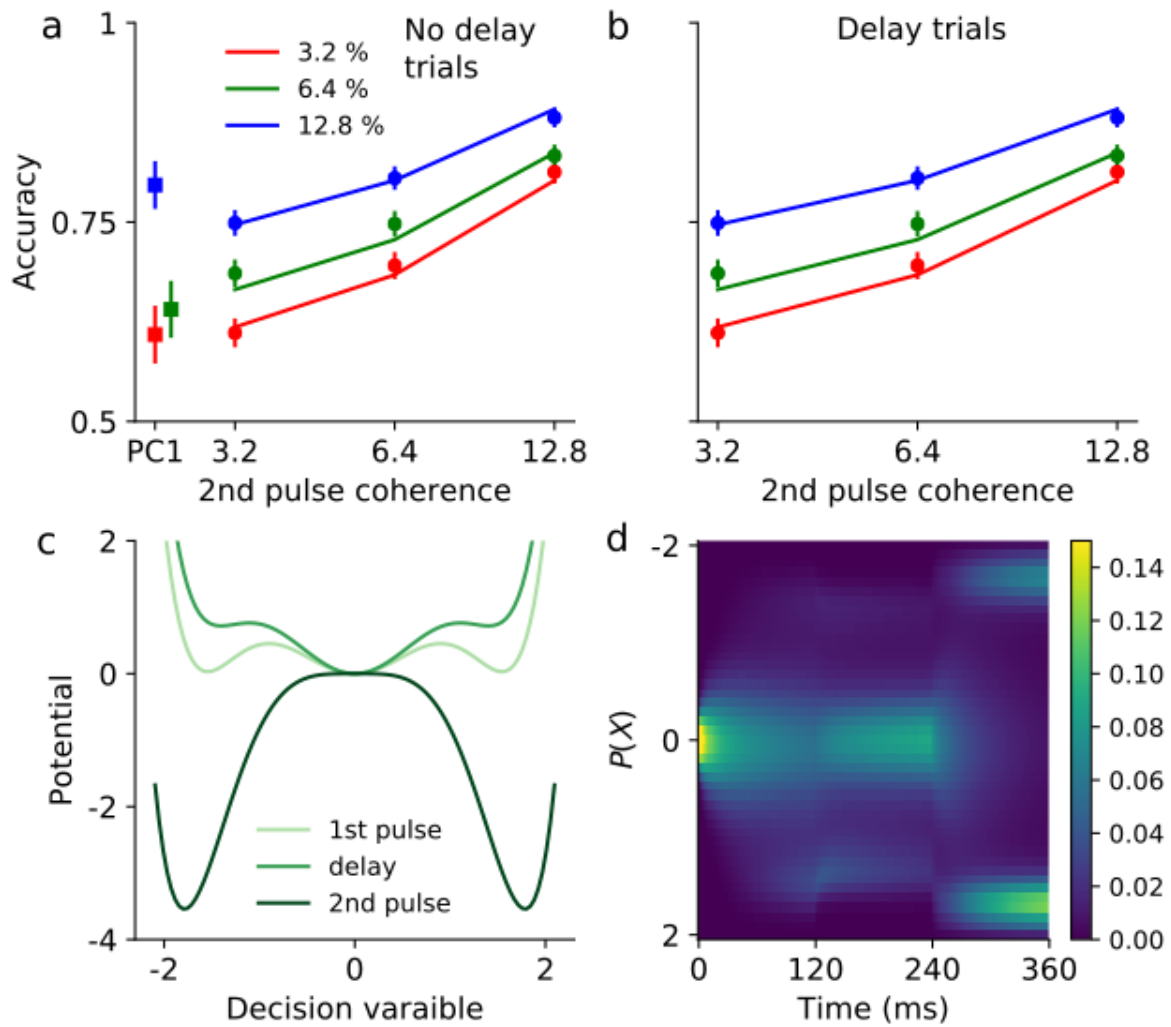 a
No delay
trials
3.2 %
6.4 %
12.8 %
1
0.75
0.5
Accuracy
PC1 3.2 6.4 12.8
2nd pulse coherence
b
Delay trials
3.2 6.4 12.8
2nd pulse coherence
c
2
0
-2
-4
Potential
1st pulse
delay
2nd pulse
-2 0 2
Decision varaible
d
-2
0
2
P(X)
0 120 240 360
Time (ms)
0.14
0.12
0.10
0.08
0.06
0.04
0.02
0.00